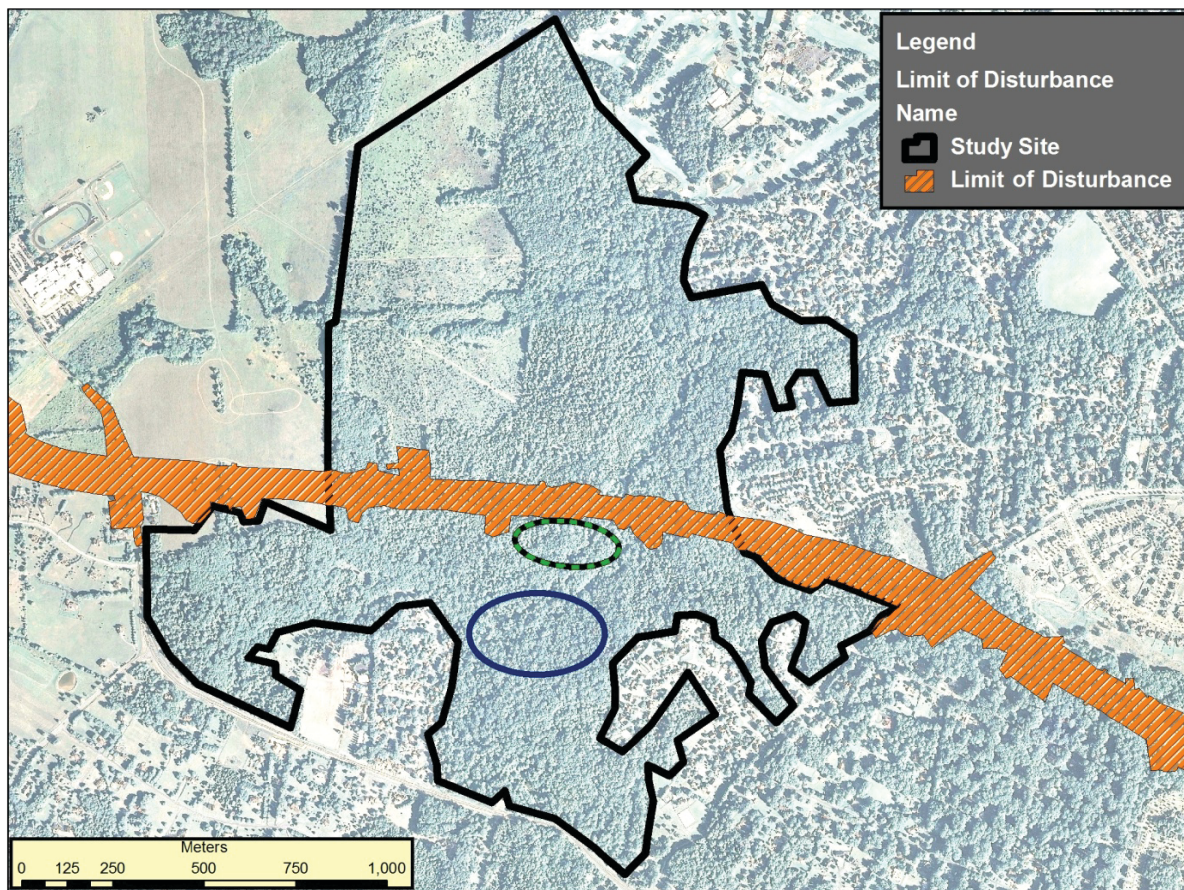 Legend
Limit of Disturbance
Name
Study Site
Limit of Disturbance
Meters
0 125 250 500 750 1,000